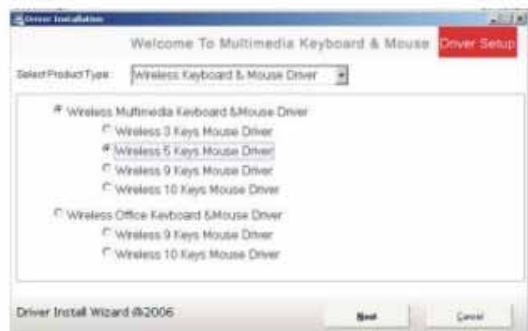 Driver Installation
Welcome To Multimedia Keyboard & Mouse Driver Setup
Select Product Type: Wireless Keyboard & Mouse Driver
Wireless Multimedia Keyboard &Mouse Driver
Wireless 3 Keys Mouse Driver
Wireless 5 Keys Mouse Driver
Wireless 9 Keys Mouse Driver
Wireless 10 Keys Mouse Driver
Wireless Office Keyboard &Mouse Driver
Wireless 9 Keys Mouse Driver
Wireless 10 Keys Mouse Driver
Driver Install Wizard @2006
Next
Cancel